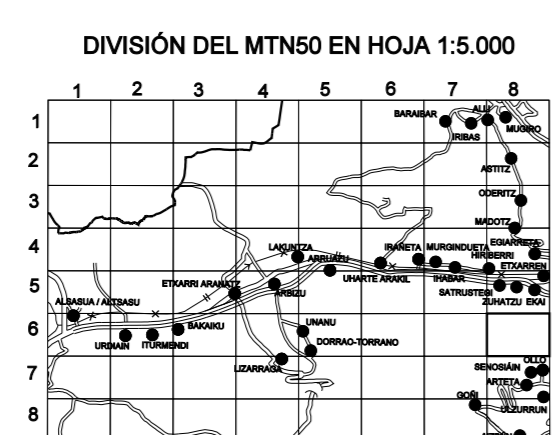 DIVISIÓN DEL MTN50 EN HOJA 1:5.000
1 2 3 4 5 6 7 8
1
BARAIBAR
ALLI
IRIBAS
MUGIRO
2
ASTITZ
3
ODERITZ
MADOTZ
4
LAKUNTZA
ARRUAZU
IRAÑETA
MURGINDUETA
HIRIBERRI
EGIARRETA
ETXARREN
5
ETXARRI ARANATZ
ARBIZU
UHARTE ARAKIL
IHABAR
SATRUSTEGI
ZUHATZU
EKAI
ALSASUA / ALTSASU
6
URDIAIN
ITURMENDI
BAKAIKU
UNANU
DORRAO-TORRANO
7
LIZARRAGA
SENOSIÁIN
OLLO
ARTETA
8
GOÑI
ULZURRUN